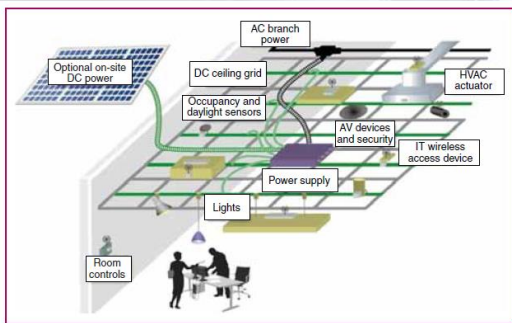 AC branch
power
Optional on-site
DC power
DC ceiling grid
HVAC
actuator
Occupancy and
daylight sensors
AV devices
and security
IT wireless
access device
Power supply
Lights
Room
controls